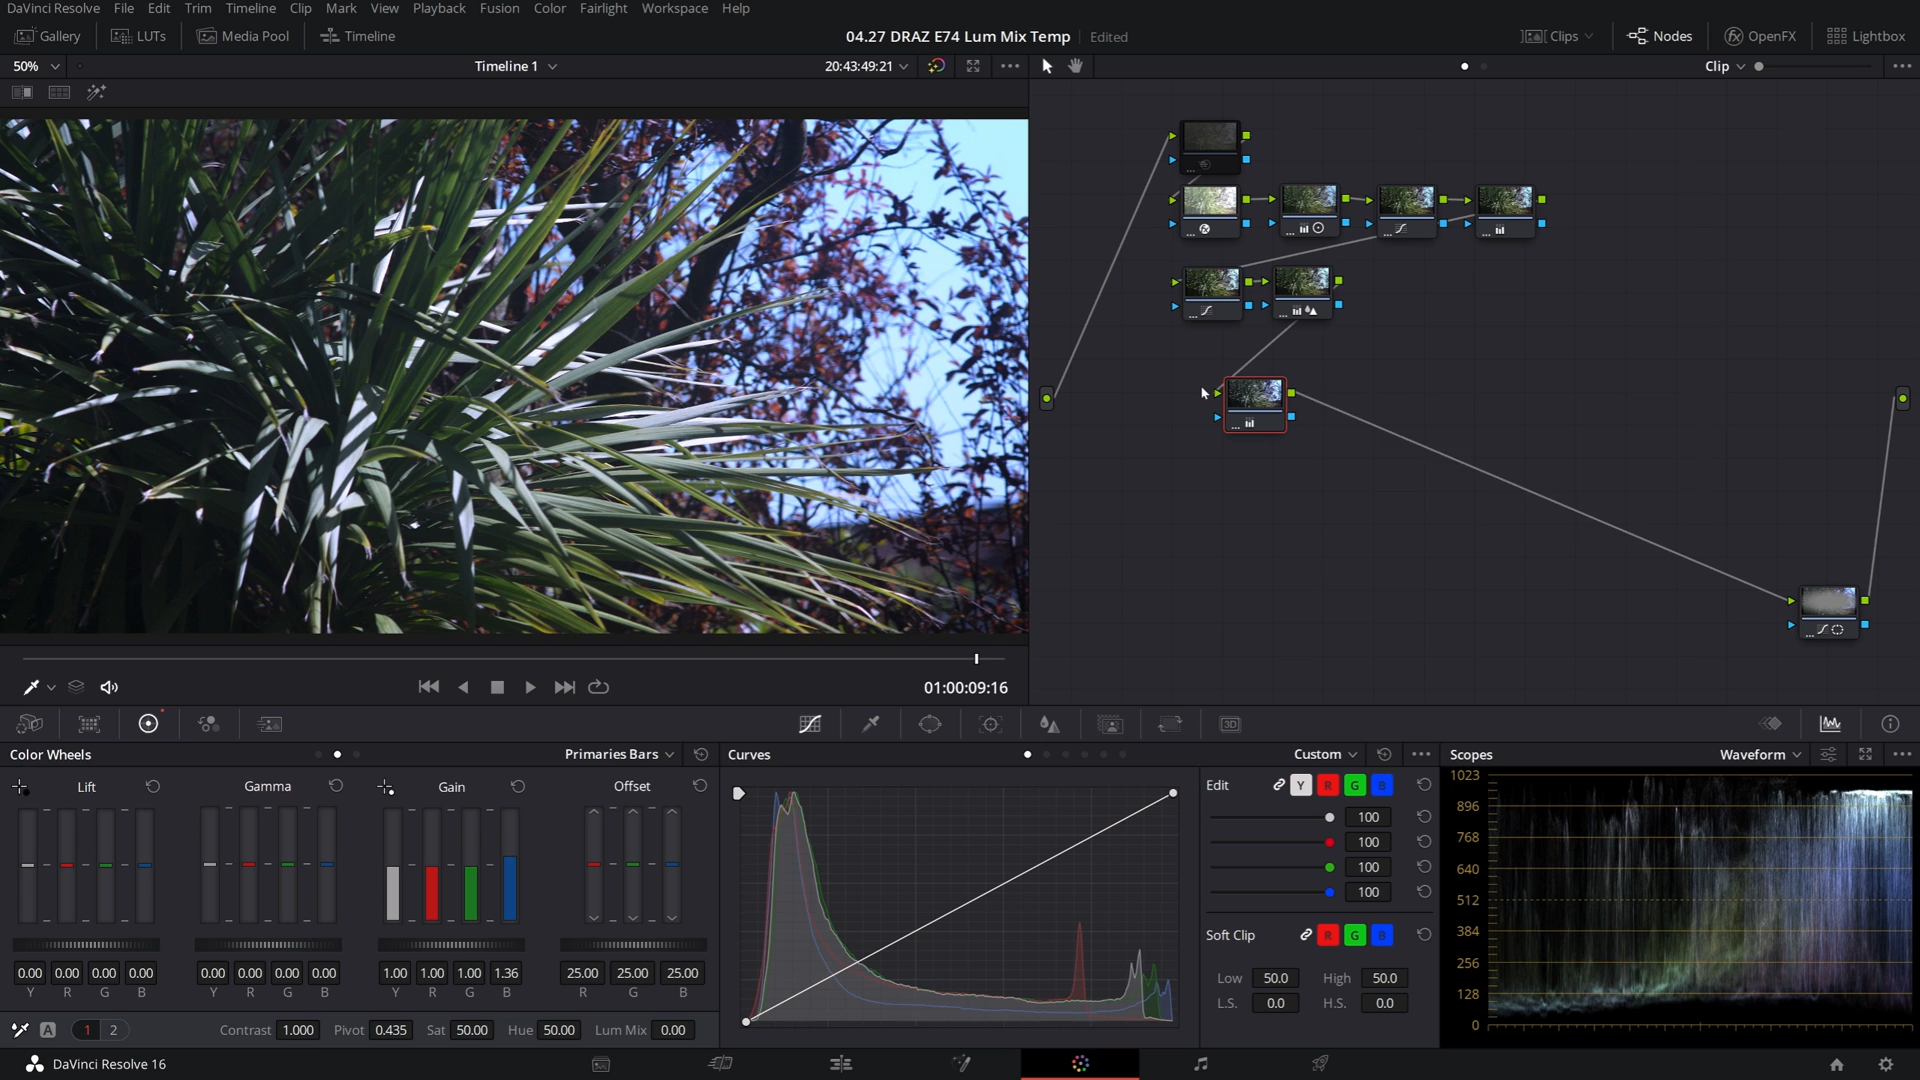 DaVinci Resolve File Edit Trim Timeline Clip Mark View Playback Fusion Color Fairlight Workspace Help
Gallery LUTs Media Pool Timeline 04.27 DRAZ E74 Lum Mix Temp Edited Clips Nodes OpenFX Lightbox
50% Timeline 1 20:43:49:21 Clip
01:00:09:16
3D
Color Wheels Primaries Bars Curves Custom Scopes Waveform
Lift Gamma Gain Offset
Edit Y R G B
100
100
100
100
Soft Clip R G B
Low 50.0 High 50.0
L.S. 0.0 H.S. 0.0
1023
896
768
640
512
384
256
128
0
0.00 0.00 0.00 0.00 0.00 0.00 0.00 0.00 1.00 1.00 1.00 1.36 25.00 25.00 25.00
Y R G B Y R G B Y R G B R G B
A 1 2 Contrast 1.000 Pivot 0.435 Sat 50.00 Hue 50.00 Lum Mix 0.00
DaVinci Resolve 16